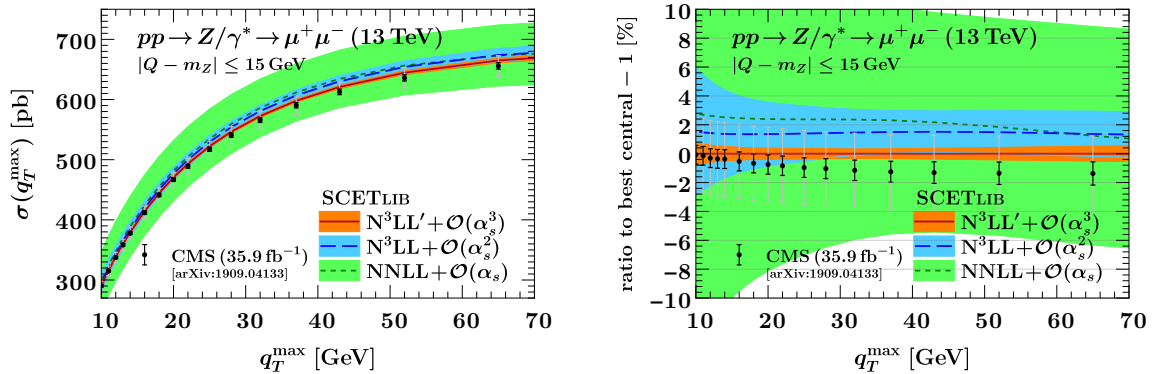 pp → Z/γ* → μ⁺μ⁻ (13 TeV)
|Q − m_Z| ≤ 15 GeV
σ(q_T^max) [pb]
700
600
500
400
300
SCETLIB
N³LL′ + O(α_s³)
N³LL + O(α_s²)
NNLL + O(α_s)
CMS (35.9 fb⁻¹)
[arXiv:1909.04133]
10 20 30 40 50 60 70
q_T^max [GeV]
pp → Z/γ* → μ⁺μ⁻ (13 TeV)
|Q − m_Z| ≤ 15 GeV
ratio to best central − 1 [%]
10
8
6
4
2
0
−2
−4
−6
−8
−10
SCETLIB
N³LL′ + O(α_s³)
N³LL + O(α_s²)
NNLL + O(α_s)
CMS (35.9 fb⁻¹)
[arXiv:1909.04133]
10 20 30 40 50 60 70
q_T^max [GeV]